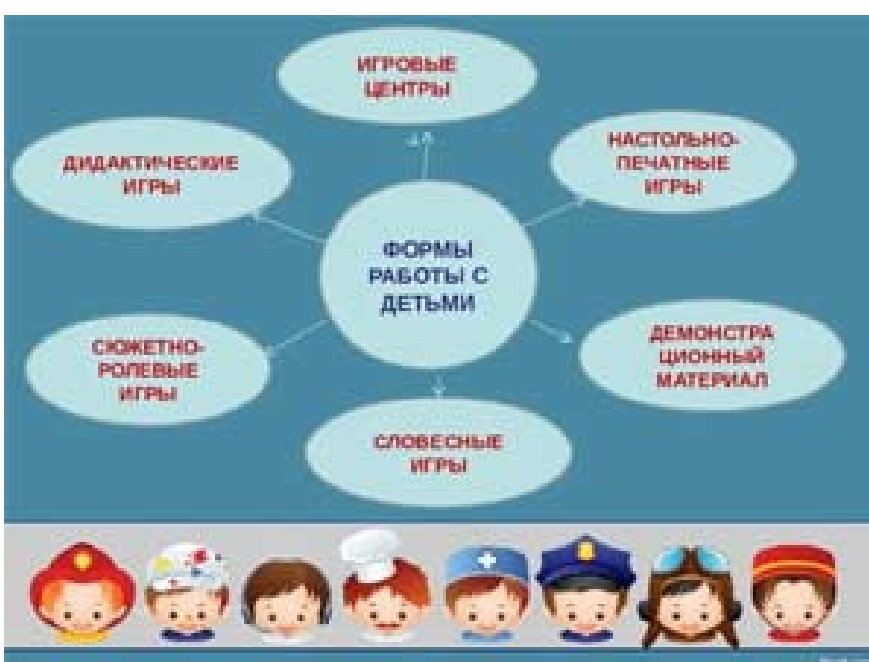 ИГРОВЫЕ
ЦЕНТРЫ
ДИДАКТИЧЕСКИЕ
ИГРЫ
НАСТОЛЬНО-
ПЕЧАТНЫЕ
ИГРЫ
ФОРМЫ
РАБОТЫ С
ДЕТЬМИ
СЮЖЕТНО-
РОЛЕВЫЕ
ИГРЫ
ДЕМОНСТРА
ЦИОННЫЙ
МАТЕРИАЛ
СЛОВЕСНЫЕ
ИГРЫ